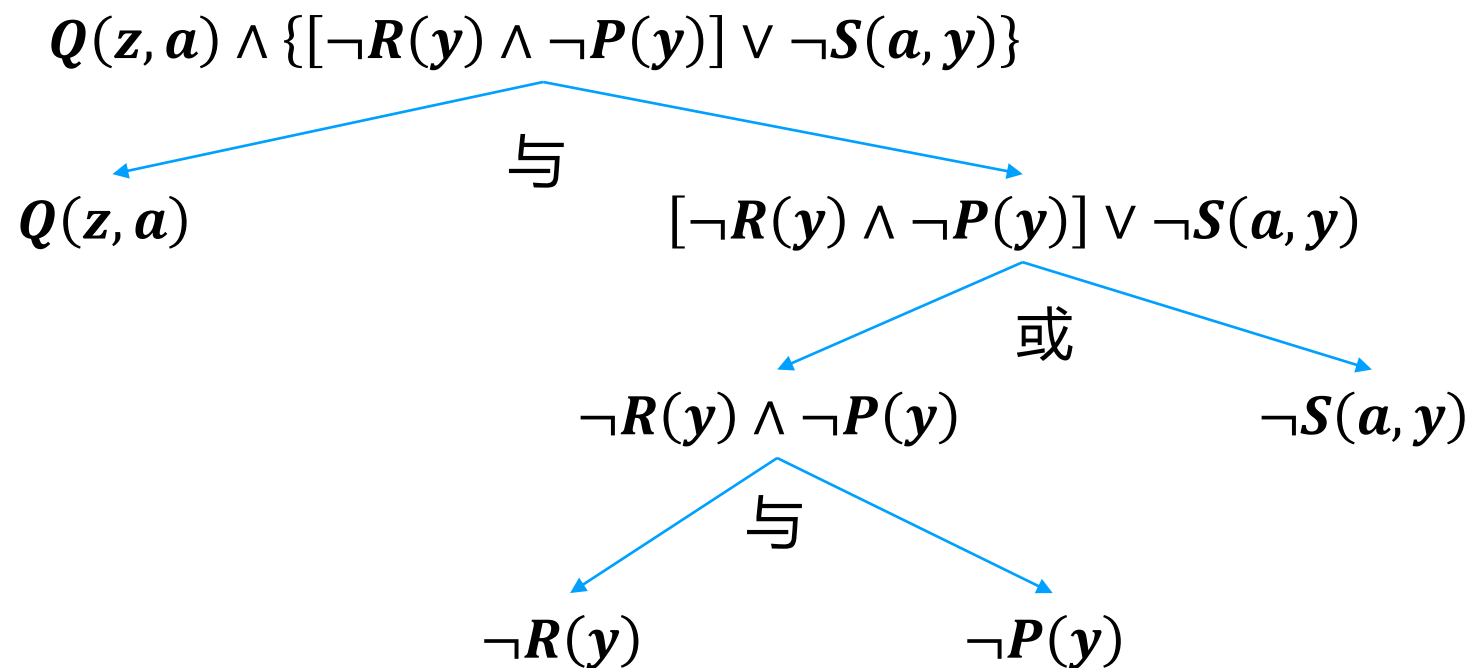 Q(z, a) ∧ {[¬R(y) ∧ ¬P(y)] ∨ ¬S(a, y)}
与
Q(z, a)
[¬R(y) ∧ ¬P(y)] ∨ ¬S(a, y)
或
¬R(y) ∧ ¬P(y)
¬S(a, y)
与
¬R(y)
¬P(y)